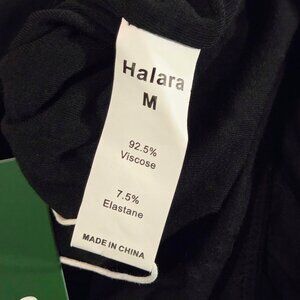 Halara
M
92.5%
Viscose
7.5%
Elastane
MADE IN CHINA